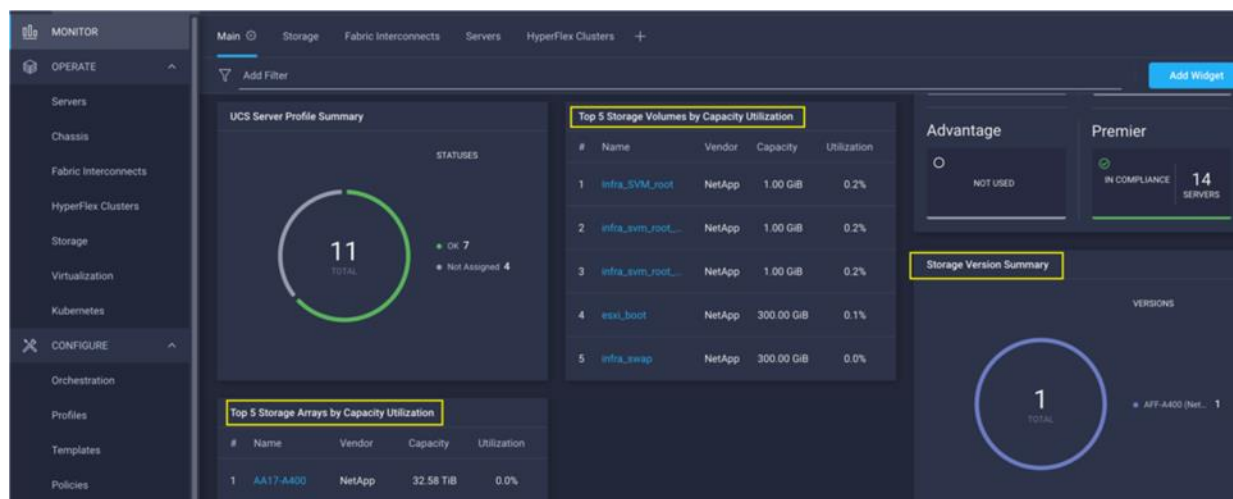 MONITOR
OPERATE
Servers
Chassis
Fabric Interconnects
HyperFlex Clusters
Storage
Virtualization
Kubernetes
CONFIGURE
Orchestration
Profiles
Templates
Policies
Main Storage Fabric Interconnects Servers HyperFlex Clusters +
Add Filter
Add Widget
UCS Server Profile Summary
STATUSES
11
TOTAL
OK 7
Not Assigned 4
Top 5 Storage Volumes by Capacity Utilization
# Name Vendor Capacity Utilization
1 infra_SVM_root NetApp 1.00 GiB 0.2%
2 infra_svm_root_... NetApp 1.00 GiB 0.2%
3 infra_svm_root_... NetApp 1.00 GiB 0.2%
4 esxi_boot NetApp 300.00 GiB 0.1%
5 infra_swap NetApp 300.00 GiB 0.0%
Advantage
NOT USED
Premier
IN COMPLIANCE
14
SERVERS
Storage Version Summary
VERSIONS
1
TOTAL
AFF-A400 (Net... 1
Top 5 Storage Arrays by Capacity Utilization
# Name Vendor Capacity Utilization
1 AA17-A400 NetApp 32.58 TiB 0.0%